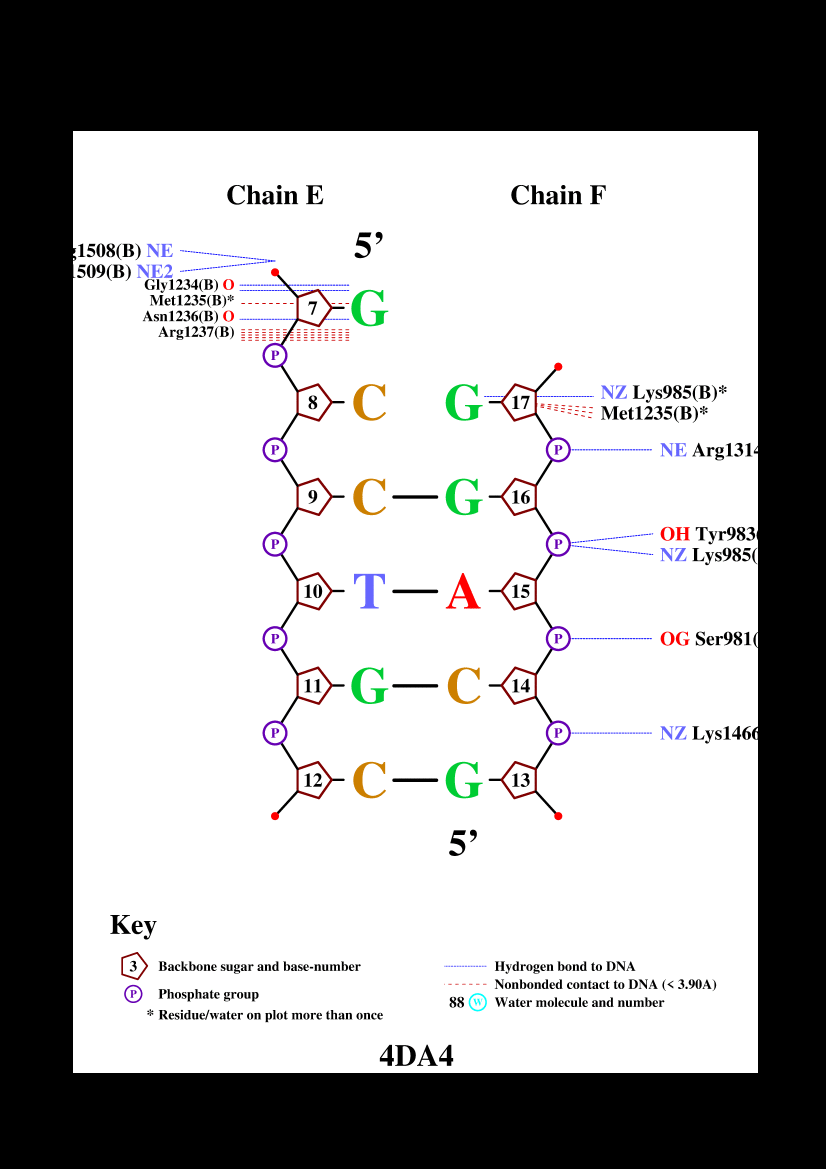 Chain E Chain F
5’
g1508(B) NE
1509(B) NE2
Gly1234(B) O
Met1235(B)*
Asn1236(B) O
Arg1237(B)
7 G
P
8 C G 17 NZ Lys985(B)*
Met1235(B)*
P P NE Arg1314
9 C G 16
P P OH Tyr983(
NZ Lys985(
10 T A 15
P P OG Ser981(
11 G C 14
P P NZ Lys1466
12 C G 13
5’
Key
3 Backbone sugar and base-number
P Phosphate group
* Residue/water on plot more than once
Hydrogen bond to DNA
Nonbonded contact to DNA (< 3.90A)
88 W Water molecule and number
4DA4